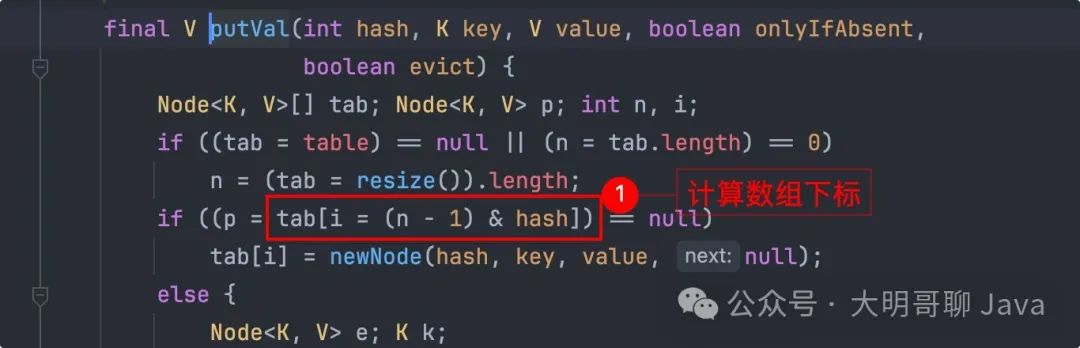 final V putVal(int hash, K key, V value, boolean onlyIfAbsent,
boolean evict) {
Node<K, V>[] tab; Node<K, V> p; int n, i;
if ((tab = table) == null || (n = tab.length) == 0)
n = (tab = resize()).length;
1 计算数组下标
if ((p = tab[i = (n - 1) & hash]) == null)
tab[i] = newNode(hash, key, value, next: null);
else {
Node<K, V> e; K k;
公众号 · 大明哥聊 Java